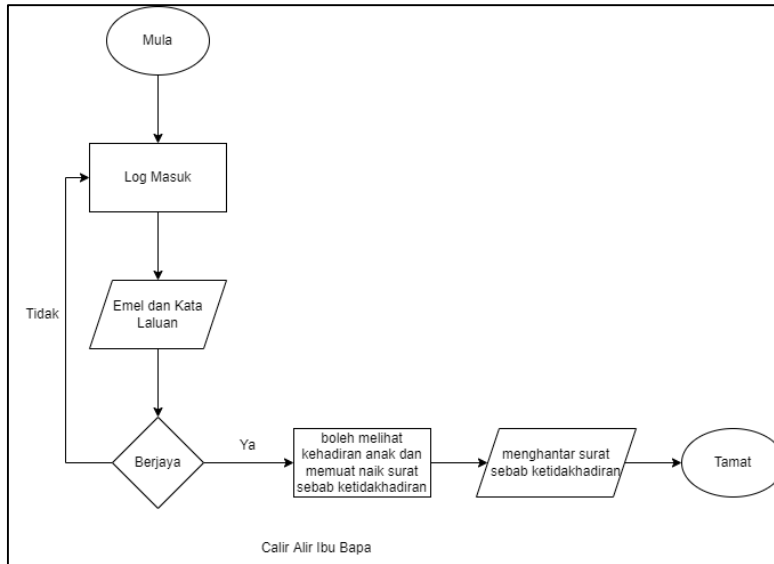 Mula
Log Masuk
Emel dan Kata
Laluan
Tidak
Berjaya
Ya
boleh melihat
kehadiran anak dan
memuat naik surat
sebab ketidakhadiran
menghantar surat
sebab ketidakhadiran
Tamat
Calir Alir Ibu Bapa